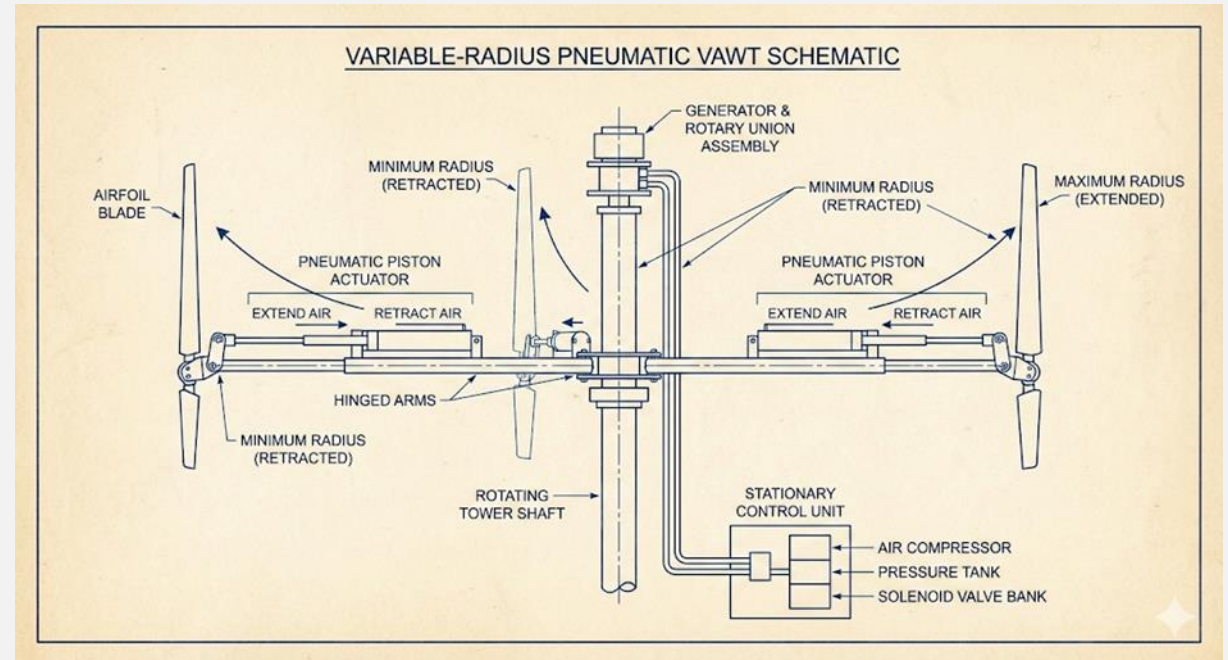 VARIABLE-RADIUS PNEUMATIC VAWT SCHEMATIC
GENERATOR &
ROTARY UNION
ASSEMBLY
MINIMUM RADIUS
(RETRACTED)
AIRFOIL
BLADE
MINIMUM RADIUS
(RETRACTED)
MAXIMUM RADIUS
(EXTENDED)
PNEUMATIC PISTON
ACTUATOR
EXTEND AIR
RETRACT AIR
PNEUMATIC PISTON
ACTUATOR
EXTEND AIR
RETRACT AIR
HINGED ARMS
MINIMUM RADIUS
(RETRACTED)
ROTATING
TOWER SHAFT
STATIONARY
CONTROL UNIT
AIR COMPRESSOR
PRESSURE TANK
SOLENOID VALVE BANK